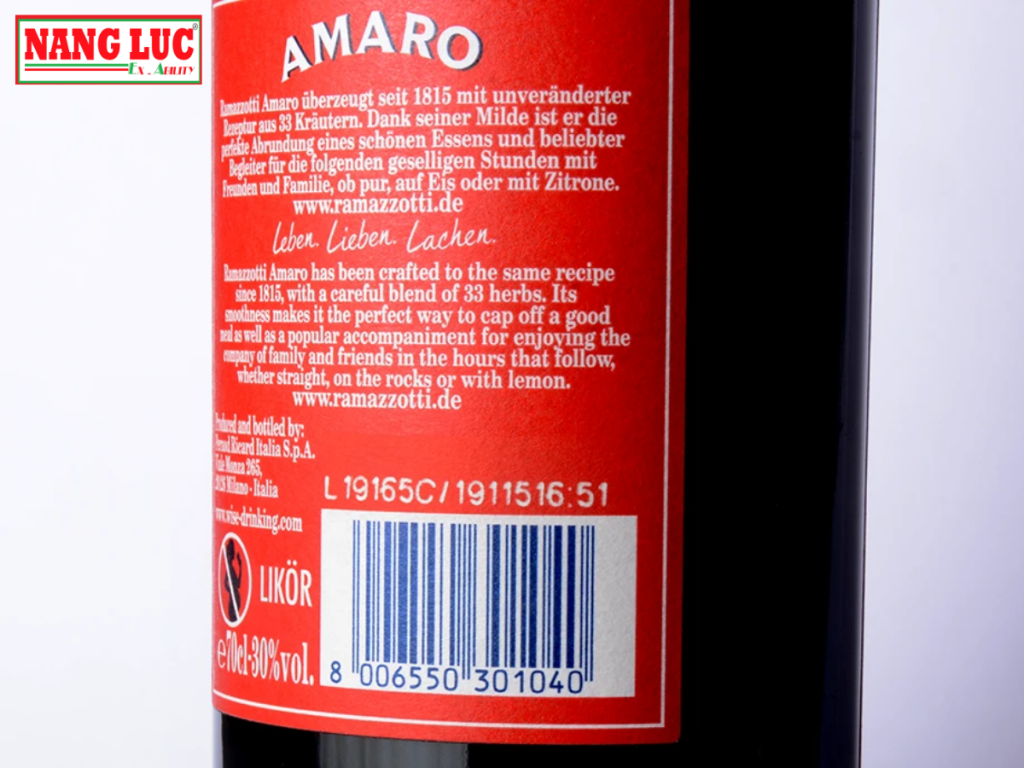 NANG LUC®
EX - ABILITY
AMARO
Ramazzotti Amaro überzeugt seit 1815 mit unveränderter
Rezeptur aus 33 Kräutern. Dank seiner Milde ist er die
perfekte Abrundung eines schönen Essens und beliebter
Begleiter für die folgenden geselligen Stunden mit
Freunden und Familie, ob pur, auf Eis oder mit Zitrone.
www.ramazzotti.de
Leben. Lieben. Lachen.
Ramazzotti Amaro has been crafted to the same recipe
since 1815, with a careful blend of 33 herbs. Its
smoothness makes it the perfect way to cap off a good
meal as well as a popular accompaniment for enjoying the
company of family and friends in the hours that follow,
whether straight, on the rocks or with lemon.
www.ramazzotti.de
Produced and bottled by:
Pernod Ricard Italia S.p.A.
Viale Monza 265,
20126 Milano - Italia
www.wise-drinking.com
L19165C/1911516:51
LIKÖR
e70cl-30%vol.
8 006550 301040